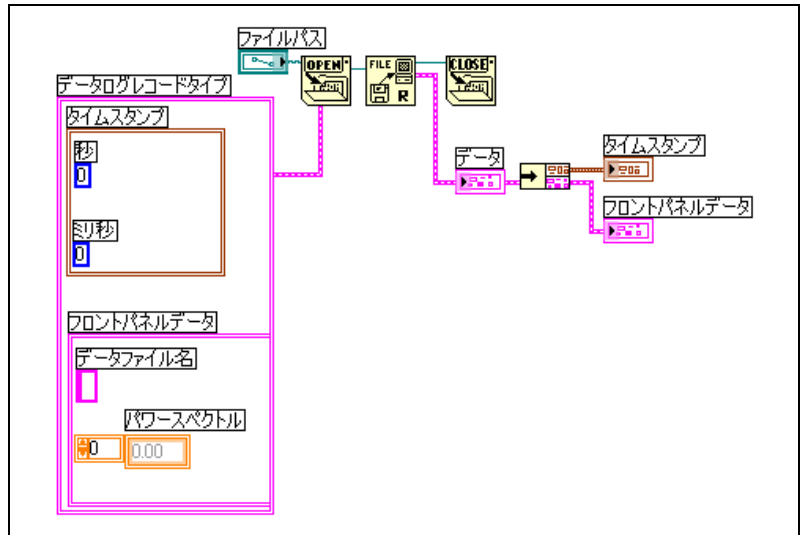 ファイルパス
OPEN
FILE
R
CLOSE
データログレコードタイプ
タイムスタンプ
秒
0
ミリ秒
0
データ
タイムスタンプ
フロントパネルデータ
フロントパネルデータ
データファイル名
パワースペクトル
0
0.00